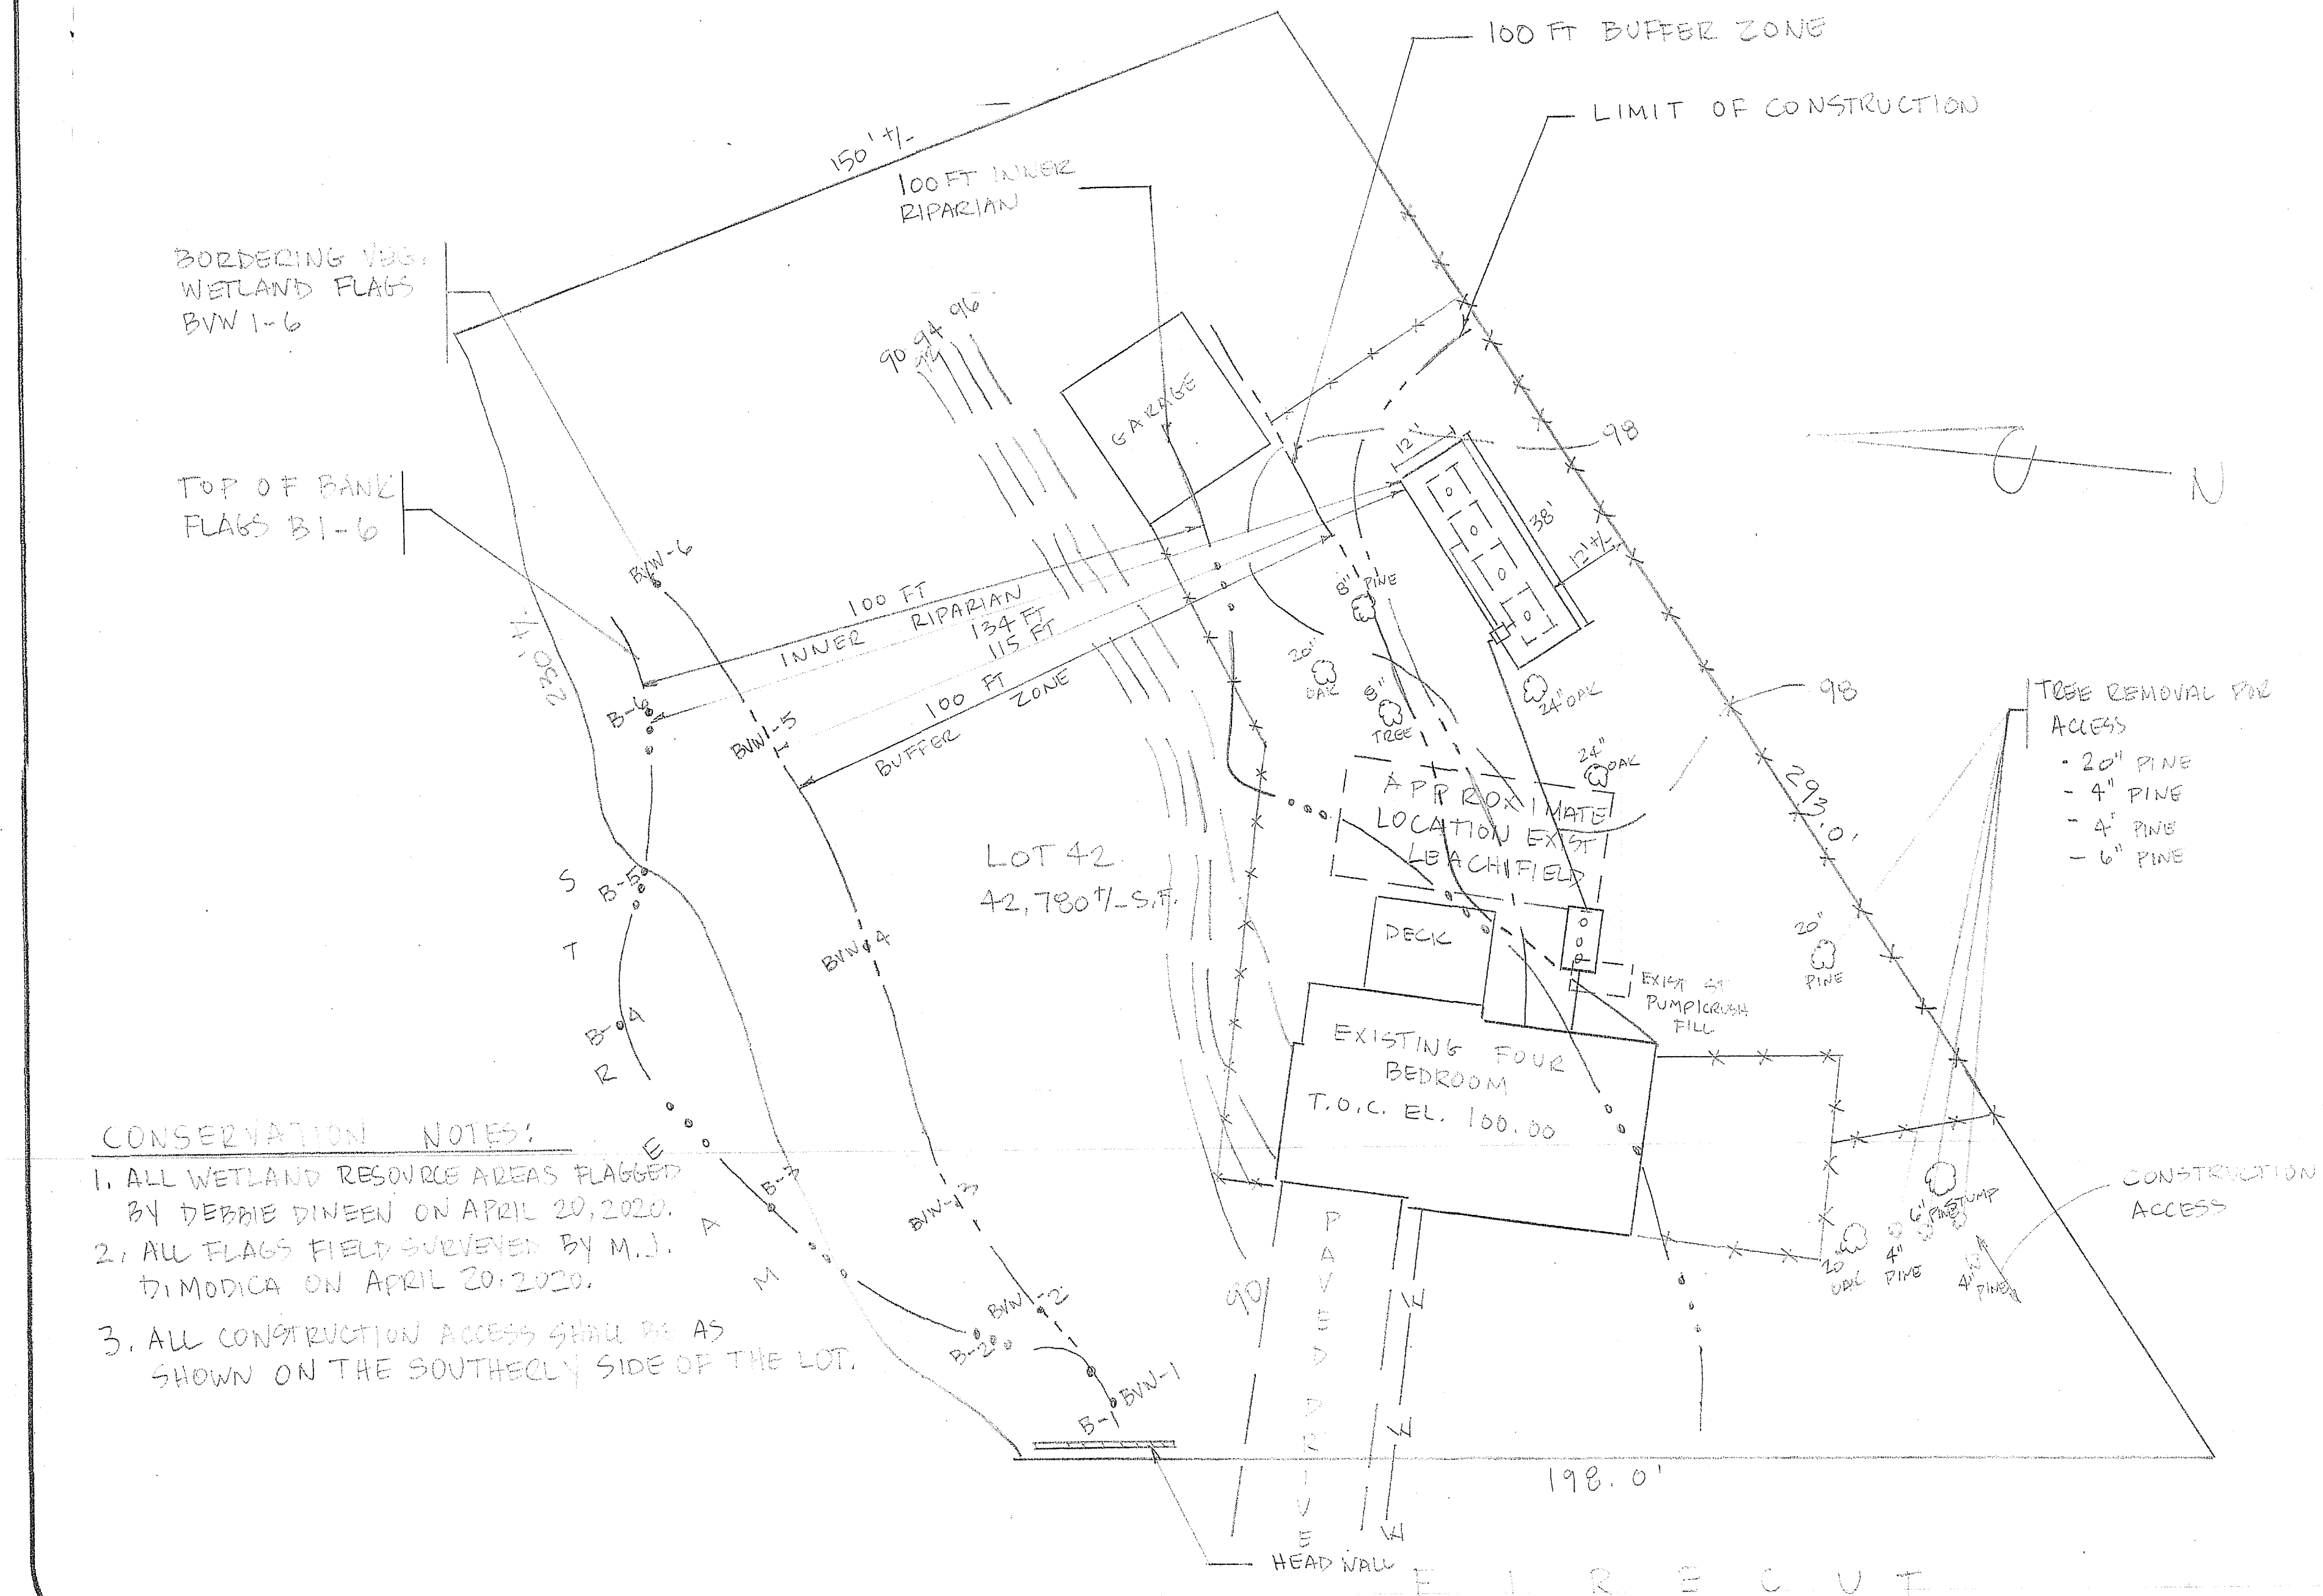 100 FT BUFFER ZONE
LIMIT OF CONSTRUCTION
150' +/-
100 FT INNER
RIPARIAN
BORDERING VEG.
WETLAND FLAGS
BVW 1-6
90 94 96
GARAGE
98
12'
N
TOP OF BANK
FLAGS B1-6
38'
12' +/-
BVW-6
100 FT
INNER RIPARIAN
134 FT
115 FT
100 FT
BUFFER ZONE
230' +/-
8" PINE
20"
OAK
8"
TREE
24" OAK
98
TREE REMOVAL FOR
ACCESS
• 20" PINE
- 4" PINE
- 4" PINE
- 6" PINE
B-6
BVW-5
24"
OAK
APPROXIMATE
LOCATION EXIST
LEACHFIELD
293.0'
LOT 42
42,780 +/- S.F.
B-5
BVW-4
DECK
20"
PINE
EXIST ST
PUMP/CRUSH
FILL
STREAM
B-4
EXISTING FOUR
BEDROOM
T.O.C. EL. 100.00
CONSERVATION NOTES:
1. ALL WETLAND RESOURCE AREAS FLAGGED
BY DEBBIE DINEEN ON APRIL 20, 2020.
2. ALL FLAGS FIELD SURVEYED BY M.J.
DIMODICA ON APRIL 20, 2020.
3. ALL CONSTRUCTION ACCESS SHALL BE AS
SHOWN ON THE SOUTHERLY SIDE OF THE LOT.
B-3
BVW-3
CONSTRUCTION
ACCESS
6"
PINE
STUMP
20"
OAK
4"
PINE
4"
PINE
90
PAVED DRIVE
W
W
W
BVW-2
B-2
BVW-1
B-1
198.0'
HEADWALL
FIRECUT